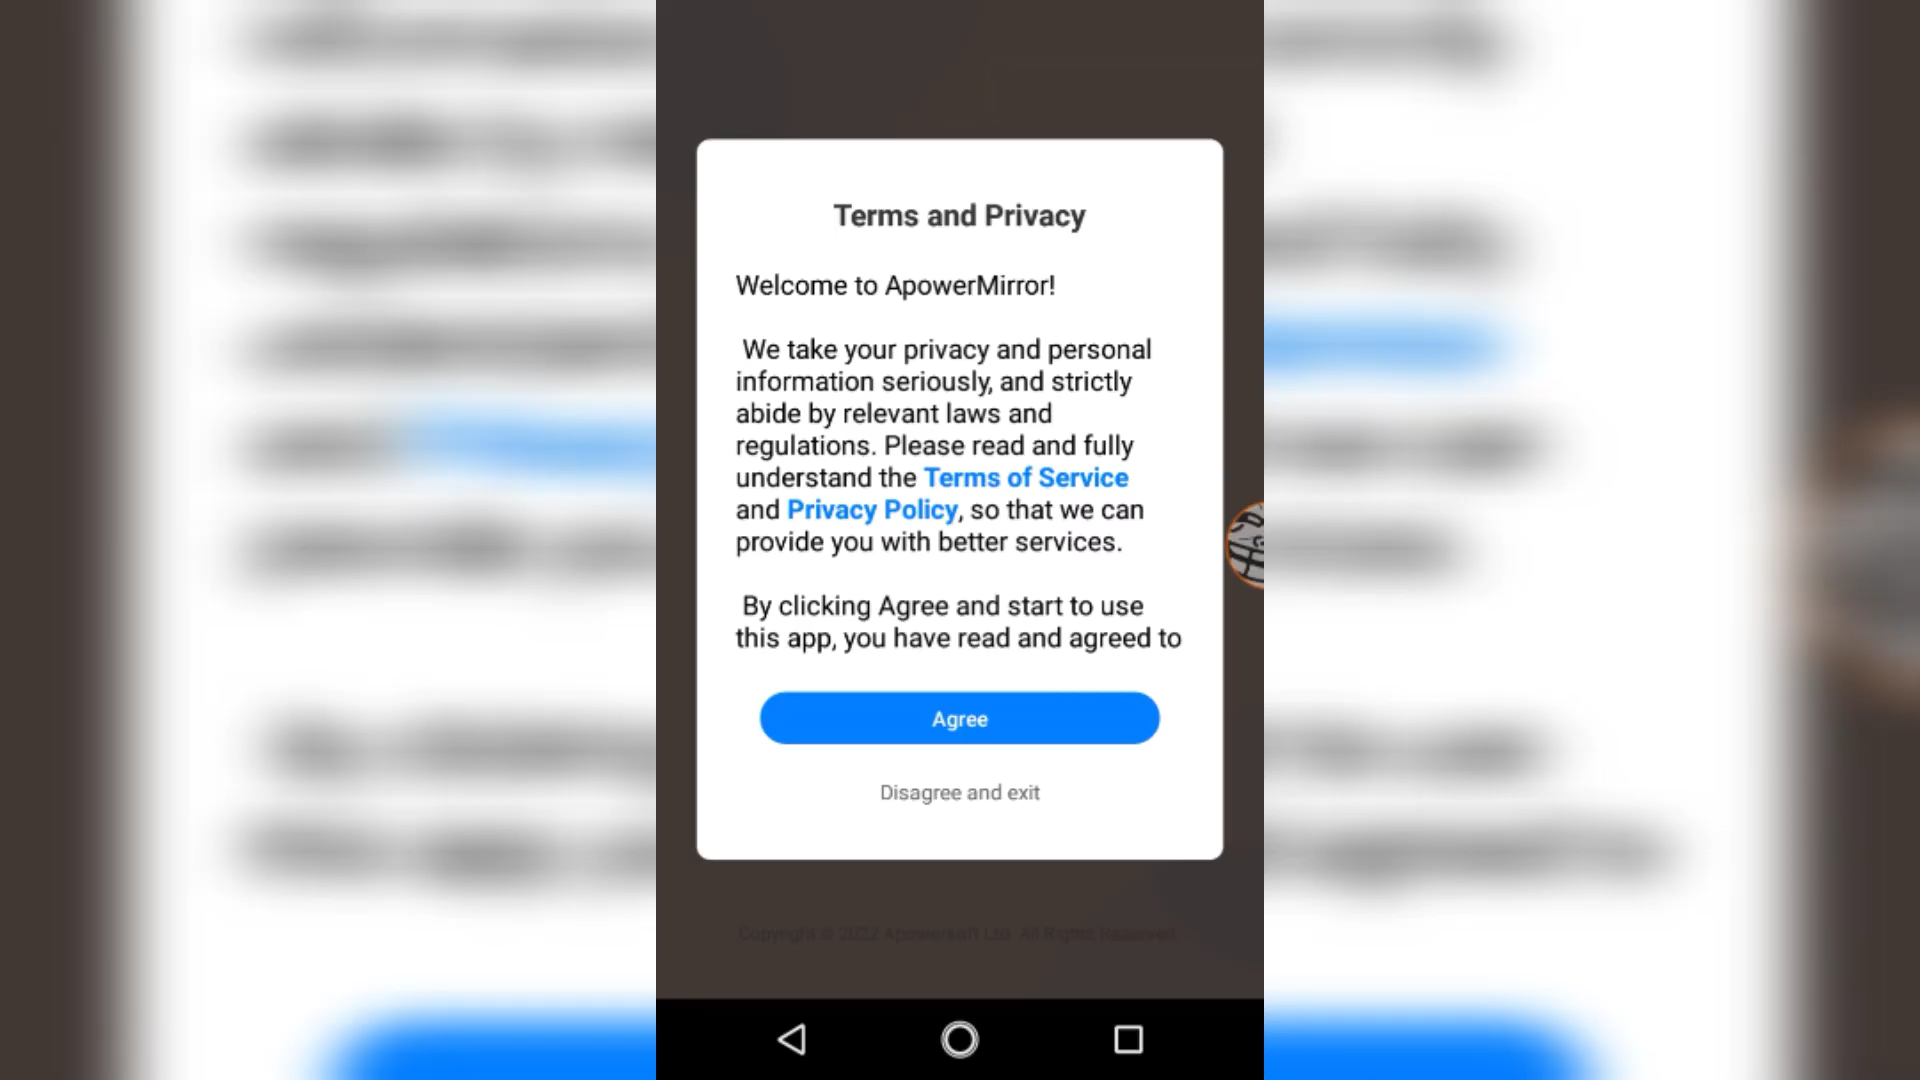 Terms and Privacy
Welcome to ApowerMirror!
We take your privacy and personal
information seriously, and strictly
abide by relevant laws and
regulations. Please read and fully
understand the Terms of Service
and Privacy Policy, so that we can
provide you with better services.
By clicking Agree and start to use
this app, you have read and agreed to
Agree
Disagree and exit
Copyright © 2022 Apowersoft Ltd. All Rights Reserved.